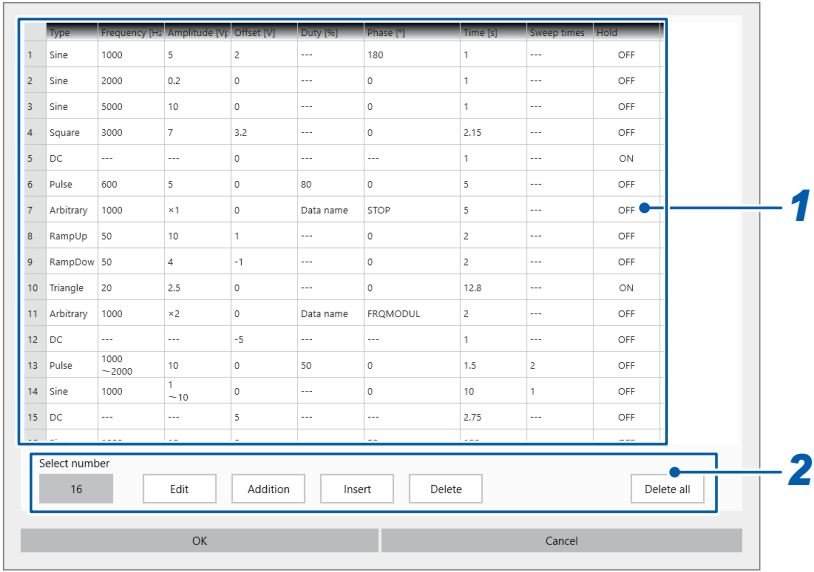 Type Frequency [Hz Amplitude [Vp Offset [V] Duty [%] Phase [°] Time [s] Sweep times Hold
1 Sine 1000 5 2 --- 180 1 --- OFF
2 Sine 2000 0.2 0 --- 0 1 --- OFF
3 Sine 5000 10 0 --- 0 1 --- OFF
4 Square 3000 7 3.2 --- 0 2.15 --- OFF
5 DC --- --- 0 --- --- 1 --- ON
6 Pulse 600 5 0 80 0 5 --- OFF
7 Arbitrary 1000 ×1 0 Data name STOP 5 --- OFF
8 RampUp 50 10 1 --- 0 2 --- OFF
9 RampDow 50 4 -1 --- 0 2 --- OFF
10 Triangle 20 2.5 0 --- 0 12.8 --- ON
11 Arbitrary 1000 ×2 0 Data name FRQMODUL 2 --- OFF
12 DC --- --- -5 --- --- 1 --- OFF
13 Pulse 1000 ～2000 10 0 50 0 1.5 2 OFF
14 Sine 1000 1 ～10 0 --- 0 10 1 OFF
15 DC --- --- 5 --- --- 2.75 --- OFF
1
Select number
16 Edit Addition Insert Delete Delete all
2
OK Cancel